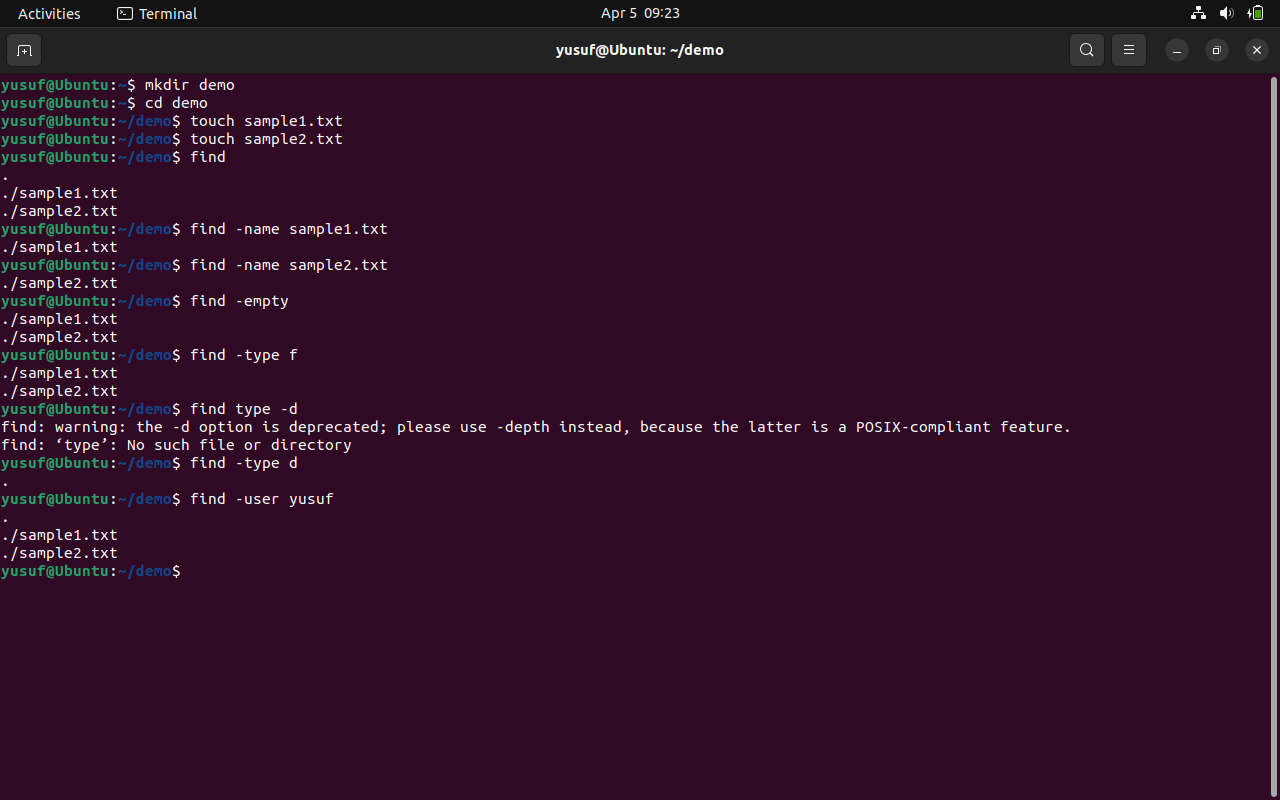 Activities Terminal Apr 5 09:23
yusuf@Ubuntu: ~/demo
yusuf@Ubuntu:~$ mkdir demo
yusuf@Ubuntu:~$ cd demo
yusuf@Ubuntu:~/demo$ touch sample1.txt
yusuf@Ubuntu:~/demo$ touch sample2.txt
yusuf@Ubuntu:~/demo$ find
.
./sample1.txt
./sample2.txt
yusuf@Ubuntu:~/demo$ find -name sample1.txt
./sample1.txt
yusuf@Ubuntu:~/demo$ find -name sample2.txt
./sample2.txt
yusuf@Ubuntu:~/demo$ find -empty
./sample1.txt
./sample2.txt
yusuf@Ubuntu:~/demo$ find -type f
./sample1.txt
./sample2.txt
yusuf@Ubuntu:~/demo$ find type -d
find: warning: the -d option is deprecated; please use -depth instead, because the latter is a POSIX-compliant feature.
find: ‘type’: No such file or directory
yusuf@Ubuntu:~/demo$ find -type d
.
yusuf@Ubuntu:~/demo$ find -user yusuf
.
./sample1.txt
./sample2.txt
yusuf@Ubuntu:~/demo$